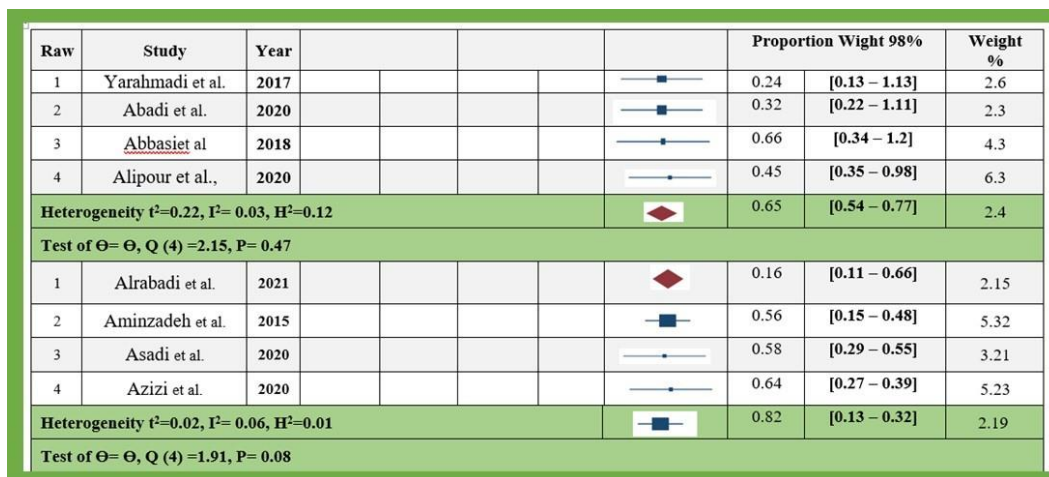 Raw Study Year Proportion Wight 98% Weight %
1 Yarahmadi et al. 2017 0.24 [0.13 – 1.13] 2.6
2 Abadi et al. 2020 0.32 [0.22 – 1.11] 2.3
3 Abbasiet al 2018 0.66 [0.34 – 1.2] 4.3
4 Alipour et al., 2020 0.45 [0.35 – 0.98] 6.3
Heterogeneity t²=0.22, I²= 0.03, H²=0.12 0.65 [0.54 – 0.77] 2.4
Test of Ɵ= Ɵ, Q (4) =2.15, P= 0.47
1 Alrabadi et al. 2021 0.16 [0.11 – 0.66] 2.15
2 Aminzadeh et al. 2015 0.56 [0.15 – 0.48] 5.32
3 Asadi et al. 2020 0.58 [0.29 – 0.55] 3.21
4 Azizi et al. 2020 0.64 [0.27 – 0.39] 5.23
Heterogeneity t²=0.02, I²= 0.06, H²=0.01 0.82 [0.13 – 0.32] 2.19
Test of Ɵ= Ɵ, Q (4) =1.91, P= 0.08